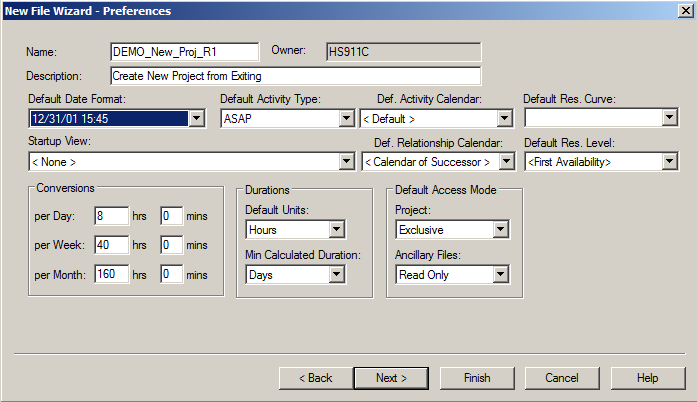 New File Wizard - Preferences
Name: DEMO_New_Proj_R1 Owner: HS911C
Description: Create New Project from Exiting
Default Date Format: Default Activity Type: Def. Activity Calendar: Default Res. Curve:
12/31/01 15:45 ASAP < Default >
Startup View: Def. Relationship Calendar: Default Res. Level:
< None > < Calendar of Successor > <First Availability>
Conversions Durations Default Access Mode
per Day: 8 hrs 0 mins Default Units: Project:
Hours Exclusive
per Week: 40 hrs 0 mins Min Calculated Duration: Ancillary Files:
per Month: 160 hrs 0 mins Days Read Only
< Back Next > Finish Cancel Help